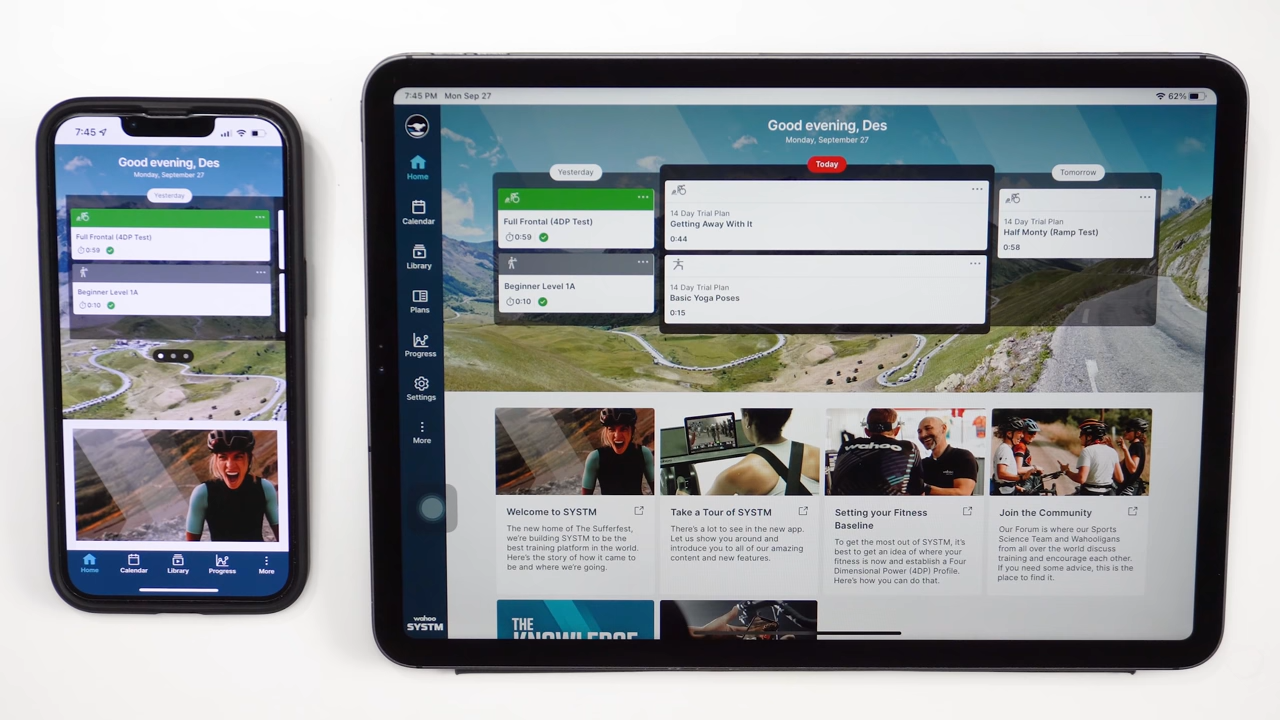 7:45
Good evening, Des
Monday, September 27
Yesterday
Full Frontal (4DP Test)
0:59
Beginner Level 1A
0:10
Home
Calendar
Library
Progress
More
7:45 PM Mon Sep 27
62%
Home
Calendar
Library
Plans
Progress
Settings
More
wahoo
SYSTM
Good evening, Des
Monday, September 27
Yesterday
Full Frontal (4DP Test)
0:59
Beginner Level 1A
0:10
Today
14 Day Trial Plan
Getting Away With It
0:44
14 Day Trial Plan
Basic Yoga Poses
0:15
Tomorrow
14 Day Trial Plan
Half Monty (Ramp Test)
0:58
Welcome to SYSTM
The new home of The Sufferfest,
we're building SYSTM to be the
best training platform in the world.
Here's the story of how it came to
be and where we're going.
Take a Tour of SYSTM
There's a lot to see in the new app.
Let us show you around and
introduce you to all of our amazing
content and new features.
wahoo
Setting your Fitness
Baseline
To get the most out of SYSTM, it's
best to get an idea of where your
fitness is now and establish a Four
Dimensional Power (4DP) Profile.
Here's how you can do that.
Join the Community
Our Forum is where our Sports
Science Team and Wahooligans
from all over the world discuss
training and encourage each other.
If you need some advice, this is the
place to find it.
THE
KNOWLEDGE